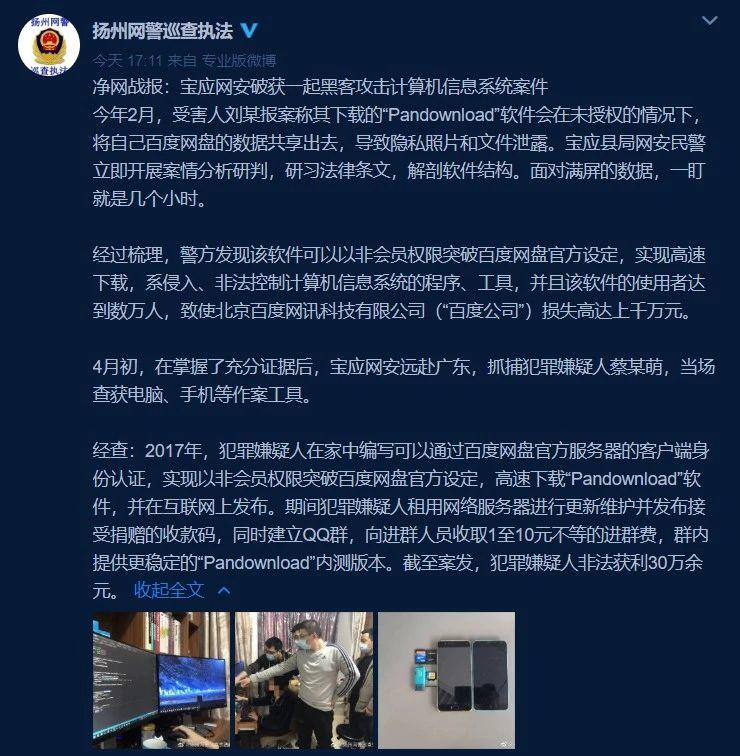 扬州网警
巡查执法
扬州网警巡查执法
今天 17:11 来自 专业版微博
净网战报：宝应网安破获一起黑客攻击计算机信息系统案件
今年2月，受害人刘某报案称其下载的“Pandownload”软件会在未授权的情况下，
将自己百度网盘的数据共享出去，导致隐私照片和文件泄露。宝应县局网安民警
立即开展案情分析研判，研习法律条文，解剖软件结构。面对满屏的数据，一盯
就是几个小时。
经过梳理，警方发现该软件可以以非会员权限突破百度网盘官方设定，实现高速
下载，系侵入、非法控制计算机信息系统的程序、工具，并且该软件的使用者达
到数万人，致使北京百度网讯科技有限公司（“百度公司”）损失高达上千万元。
4月初，在掌握了充分证据后，宝应网安远赴广东，抓捕犯罪嫌疑人蔡某萌，当场
查获电脑、手机等作案工具。
经查：2017年，犯罪嫌疑人在家中编写可以通过百度网盘官方服务器的客户端身
份认证，实现以非会员权限突破百度网盘官方设定，高速下载“Pandownload”软
件，并在互联网上发布。期间犯罪嫌疑人租用网络服务器进行更新维护并发布接
受捐赠的收款码，同时建立QQ群，向进群人员收取1至10元不等的进群费，群内
提供更稳定的“Pandownload”内测版本。截至案发，犯罪嫌疑人非法获利30万余
元。 收起全文